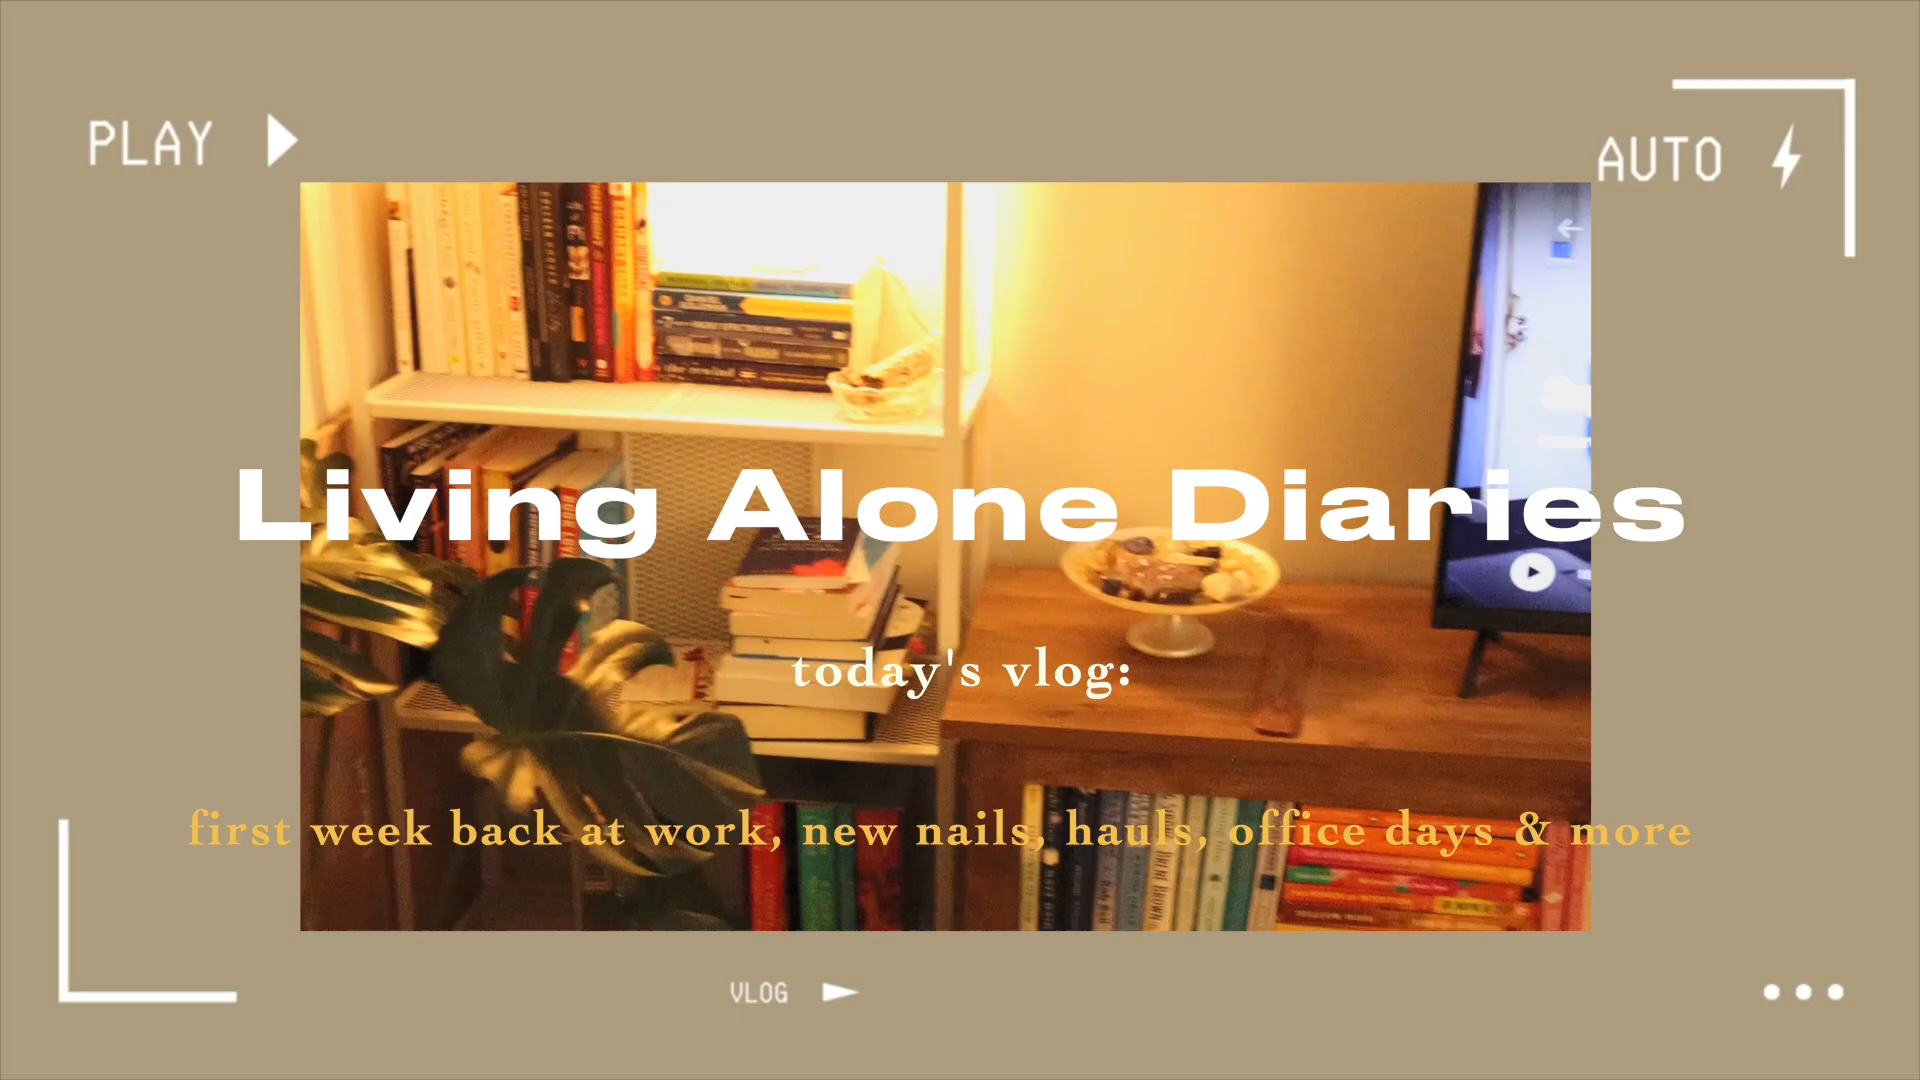 PLAY
AUTO
Living Alone Diaries
today's vlog:
first week back at work, new nails, hauls, office days & more
VLOG